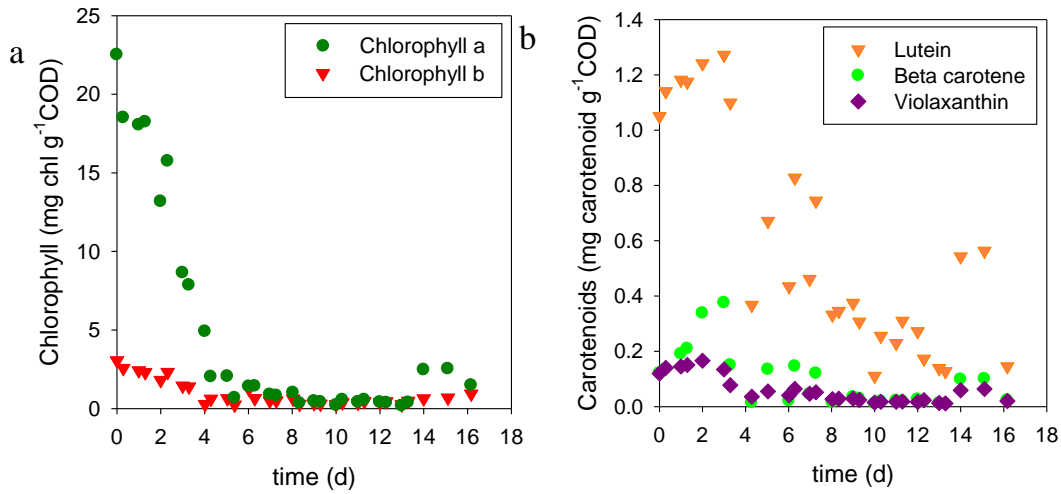 a
Chlorophyll (mg chl g⁻¹COD)
25
20
15
10
5
0
0 2 4 6 8 10 12 14 16 18
time (d)
Chlorophyll a
Chlorophyll b
b
Carotenoids (mg carotenoid g⁻¹COD)
1.4
1.2
1.0
0.8
0.6
0.4
0.2
0.0
0 2 4 6 8 10 12 14 16 18
time (d)
Lutein
Beta carotene
Violaxanthin